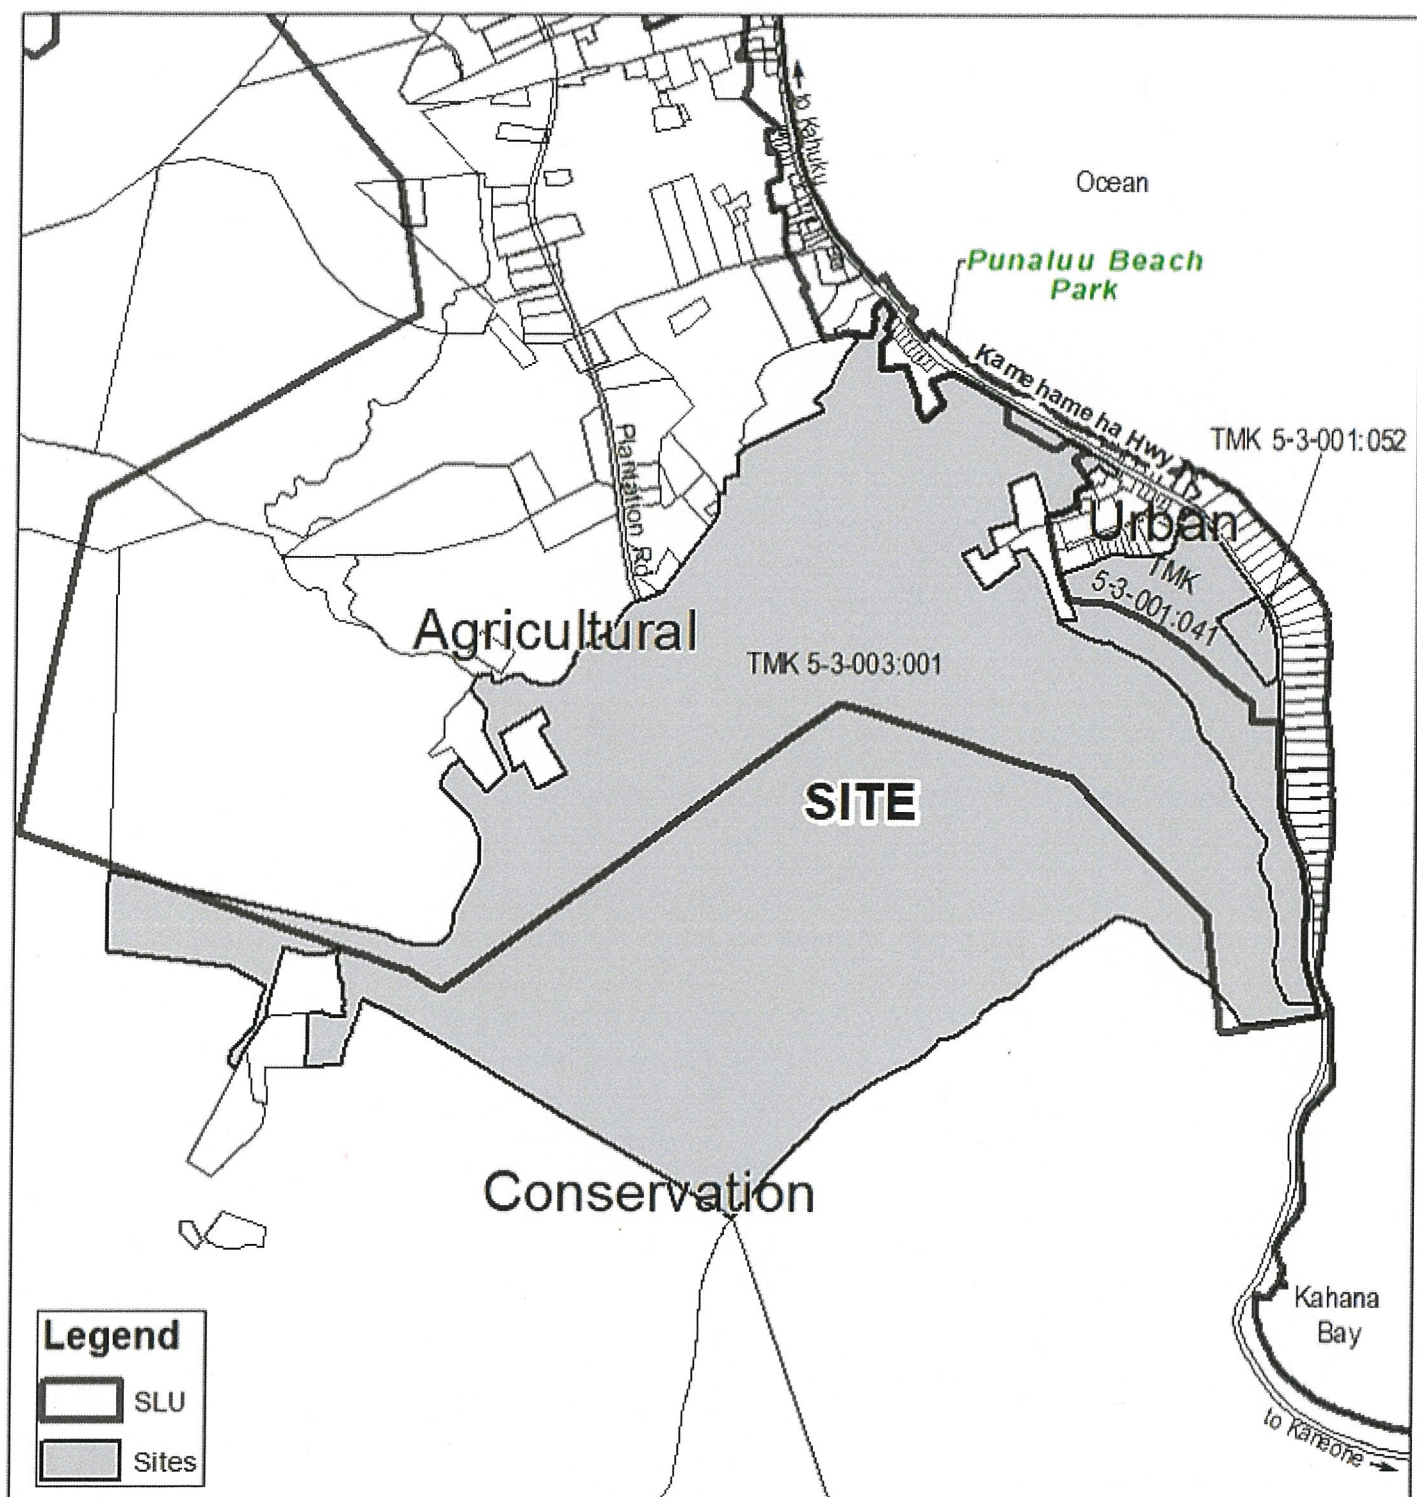 to Kahuku
Ocean
Punaluu Beach
Park
Kamehameha Hwy
TMK 5-3-001:052
Urban
TMK
5-3-001:041
Plantation Rd
Agricultural
TMK 5-3-003:001
SITE
Conservation
Kahana
Bay
to Kaneohe
Legend
SLU
Sites